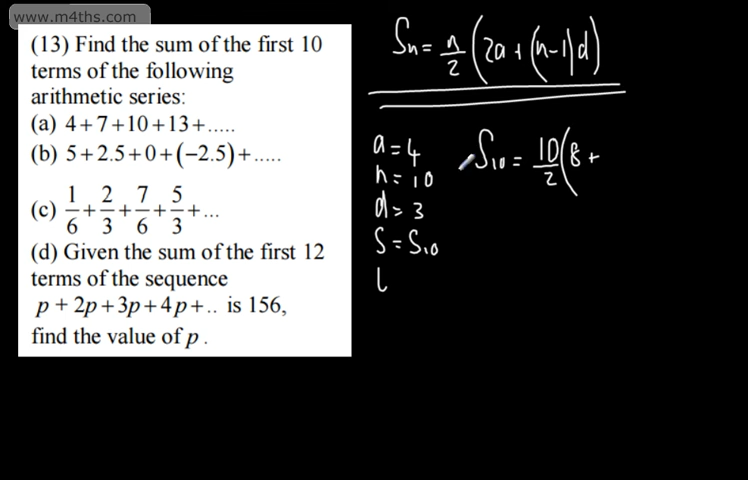 www.m4ths.com
(13) Find the sum of the first 10
terms of the following
arithmetic series:
(a) 4+7+10+13+.....
(b) 5+2.5+0+(−2.5)+.....
(c) 1/6+2/3+7/6+5/3+...
(d) Given the sum of the first 12
terms of the sequence
p+2p+3p+4p+.. is 156,
find the value of p.
Sn = n/2 (2a + (n-1)d)
a = 4
n = 10
d = 3
S = S10
L
S10 = 10/2 (8 +